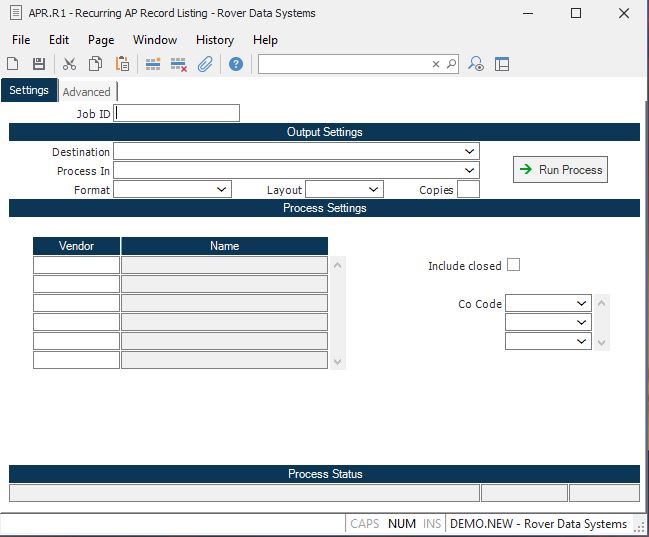 APR.R1 - Recurring AP Record Listing - Rover Data Systems
File Edit Page Window History Help
Settings Advanced
Job ID
Output Settings
Destination
Process In
Run Process
Format Layout Copies
Process Settings
Vendor Name
Include closed
Co Code
Process Status
CAPS NUM INS DEMO.NEW - Rover Data Systems